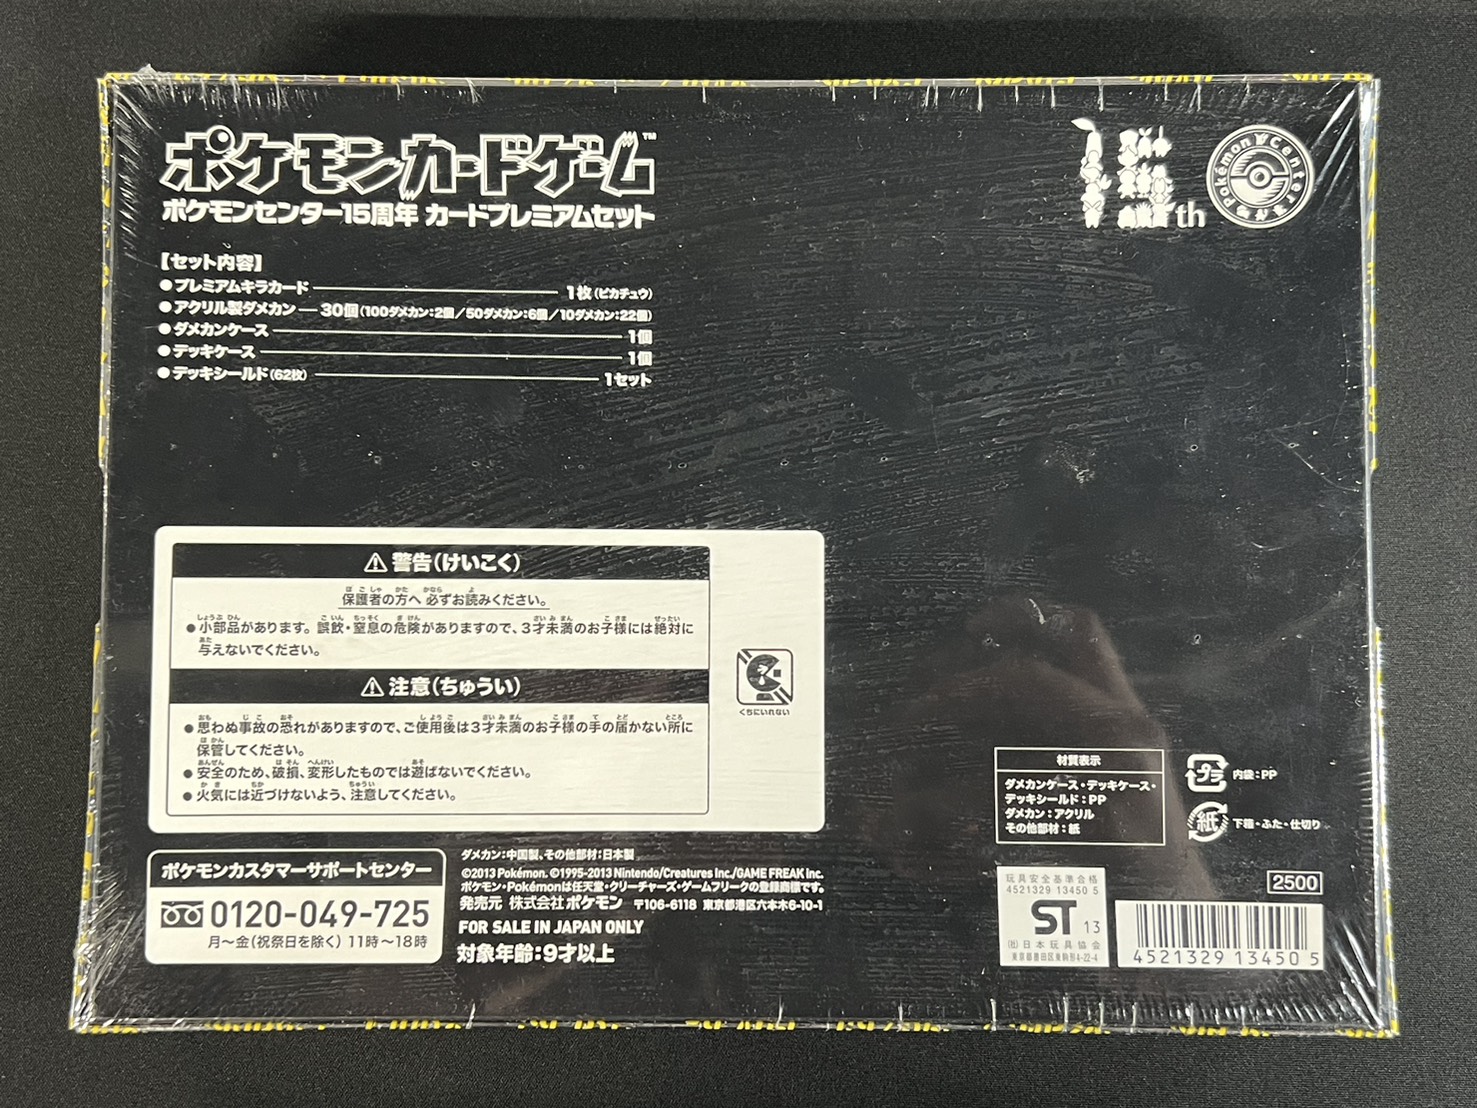 ポケモンカードゲーム™
ポケモンセンター15周年 カードプレミアムセット
th
Pokémon Center
【セット内容】
●プレミアムキラカード 1枚(ピカチュウ)
●アクリル製ダメカン 30個(100ダメカン:2個／50ダメカン:6個／10ダメカン:22個)
●ダメカンケース 1個
●デッキケース 1個
●デッキシールド(62枚) 1セット
⚠警告(けいこく)
保護者の方へ 必ずお読みください。
●小部品があります。誤飲・窒息の危険がありますので、3才未満のお子様には絶対に
与えないでください。
⚠注意(ちゅうい)
●思わぬ事故の恐れがありますので、ご使用後は3才未満のお子様の手の届かない所に
保管してください。
●安全のため、破損、変形したものでは遊ばないでください。
●火気には近づけないよう、注意してください。
くちにいれない
材質表示
ダメカンケース・デッキケース・
デッキシールド:PP
ダメカン:アクリル
その他部材:紙
プラ 内袋:PP
紙 下箱・ふた・仕切り
ポケモンカスタマーサポートセンター
0120-049-725
月〜金(祝祭日を除く)11時〜18時
ダメカン:中国製、その他部材:日本製
©2013 Pokémon. ©1995-2013 Nintendo/Creatures Inc./GAME FREAK inc.
ポケモン・Pokémonは任天堂・クリーチャーズ・ゲームフリークの登録商標です。
発売元 株式会社ポケモン 〒106-6118 東京都港区六本木6-10-1
FOR SALE IN JAPAN ONLY
対象年齢:9才以上
玩具安全基準合格
4521329 13450 5
ST 13
(社)日本玩具協会
東京都墨田区東駒形4-22-4
2500
4521329 134505